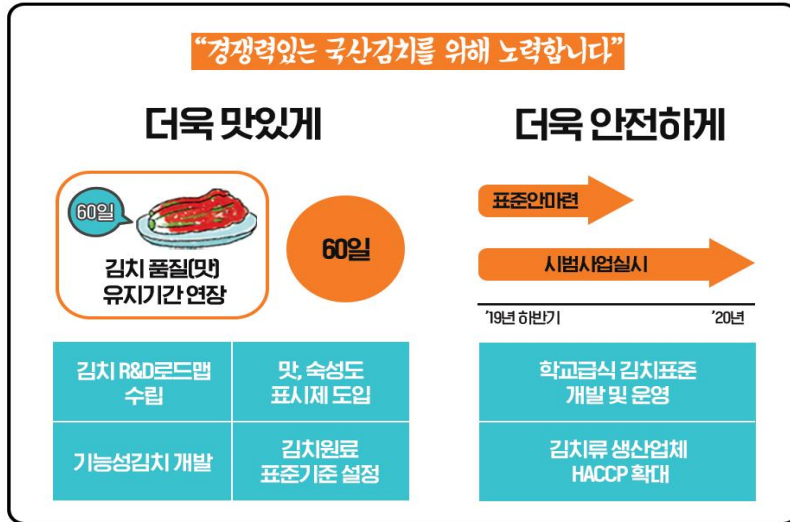 “경쟁력있는 국산김치를 위해 노력합니다”
더욱 맛있게
60일
김치 품질(맛)
유지기간 연장
60일
김치 R&D로드맵
수립
맛, 숙성도
표시제 도입
기능성김치 개발
김치원료
표준기준 설정
더욱 안전하게
표준안마련
시범사업실시
'19년 하반기
'20년
학교급식 김치표준
개발 및 운영
김치류 생산업체
HACCP 확대